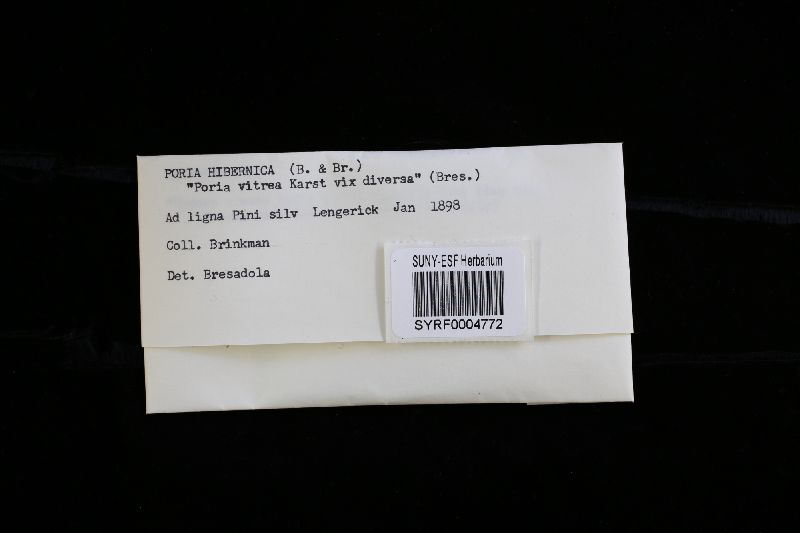 PORIA HIBERNICA (B. & Br.)
"Poria vitrea Karst vix diversa" (Bres.)
Ad ligna Pini silv Lengerick Jan 1898
Coll. Brinkman
Det. Bresadola
SUNY-ESF Herbarium
SYRF0004772